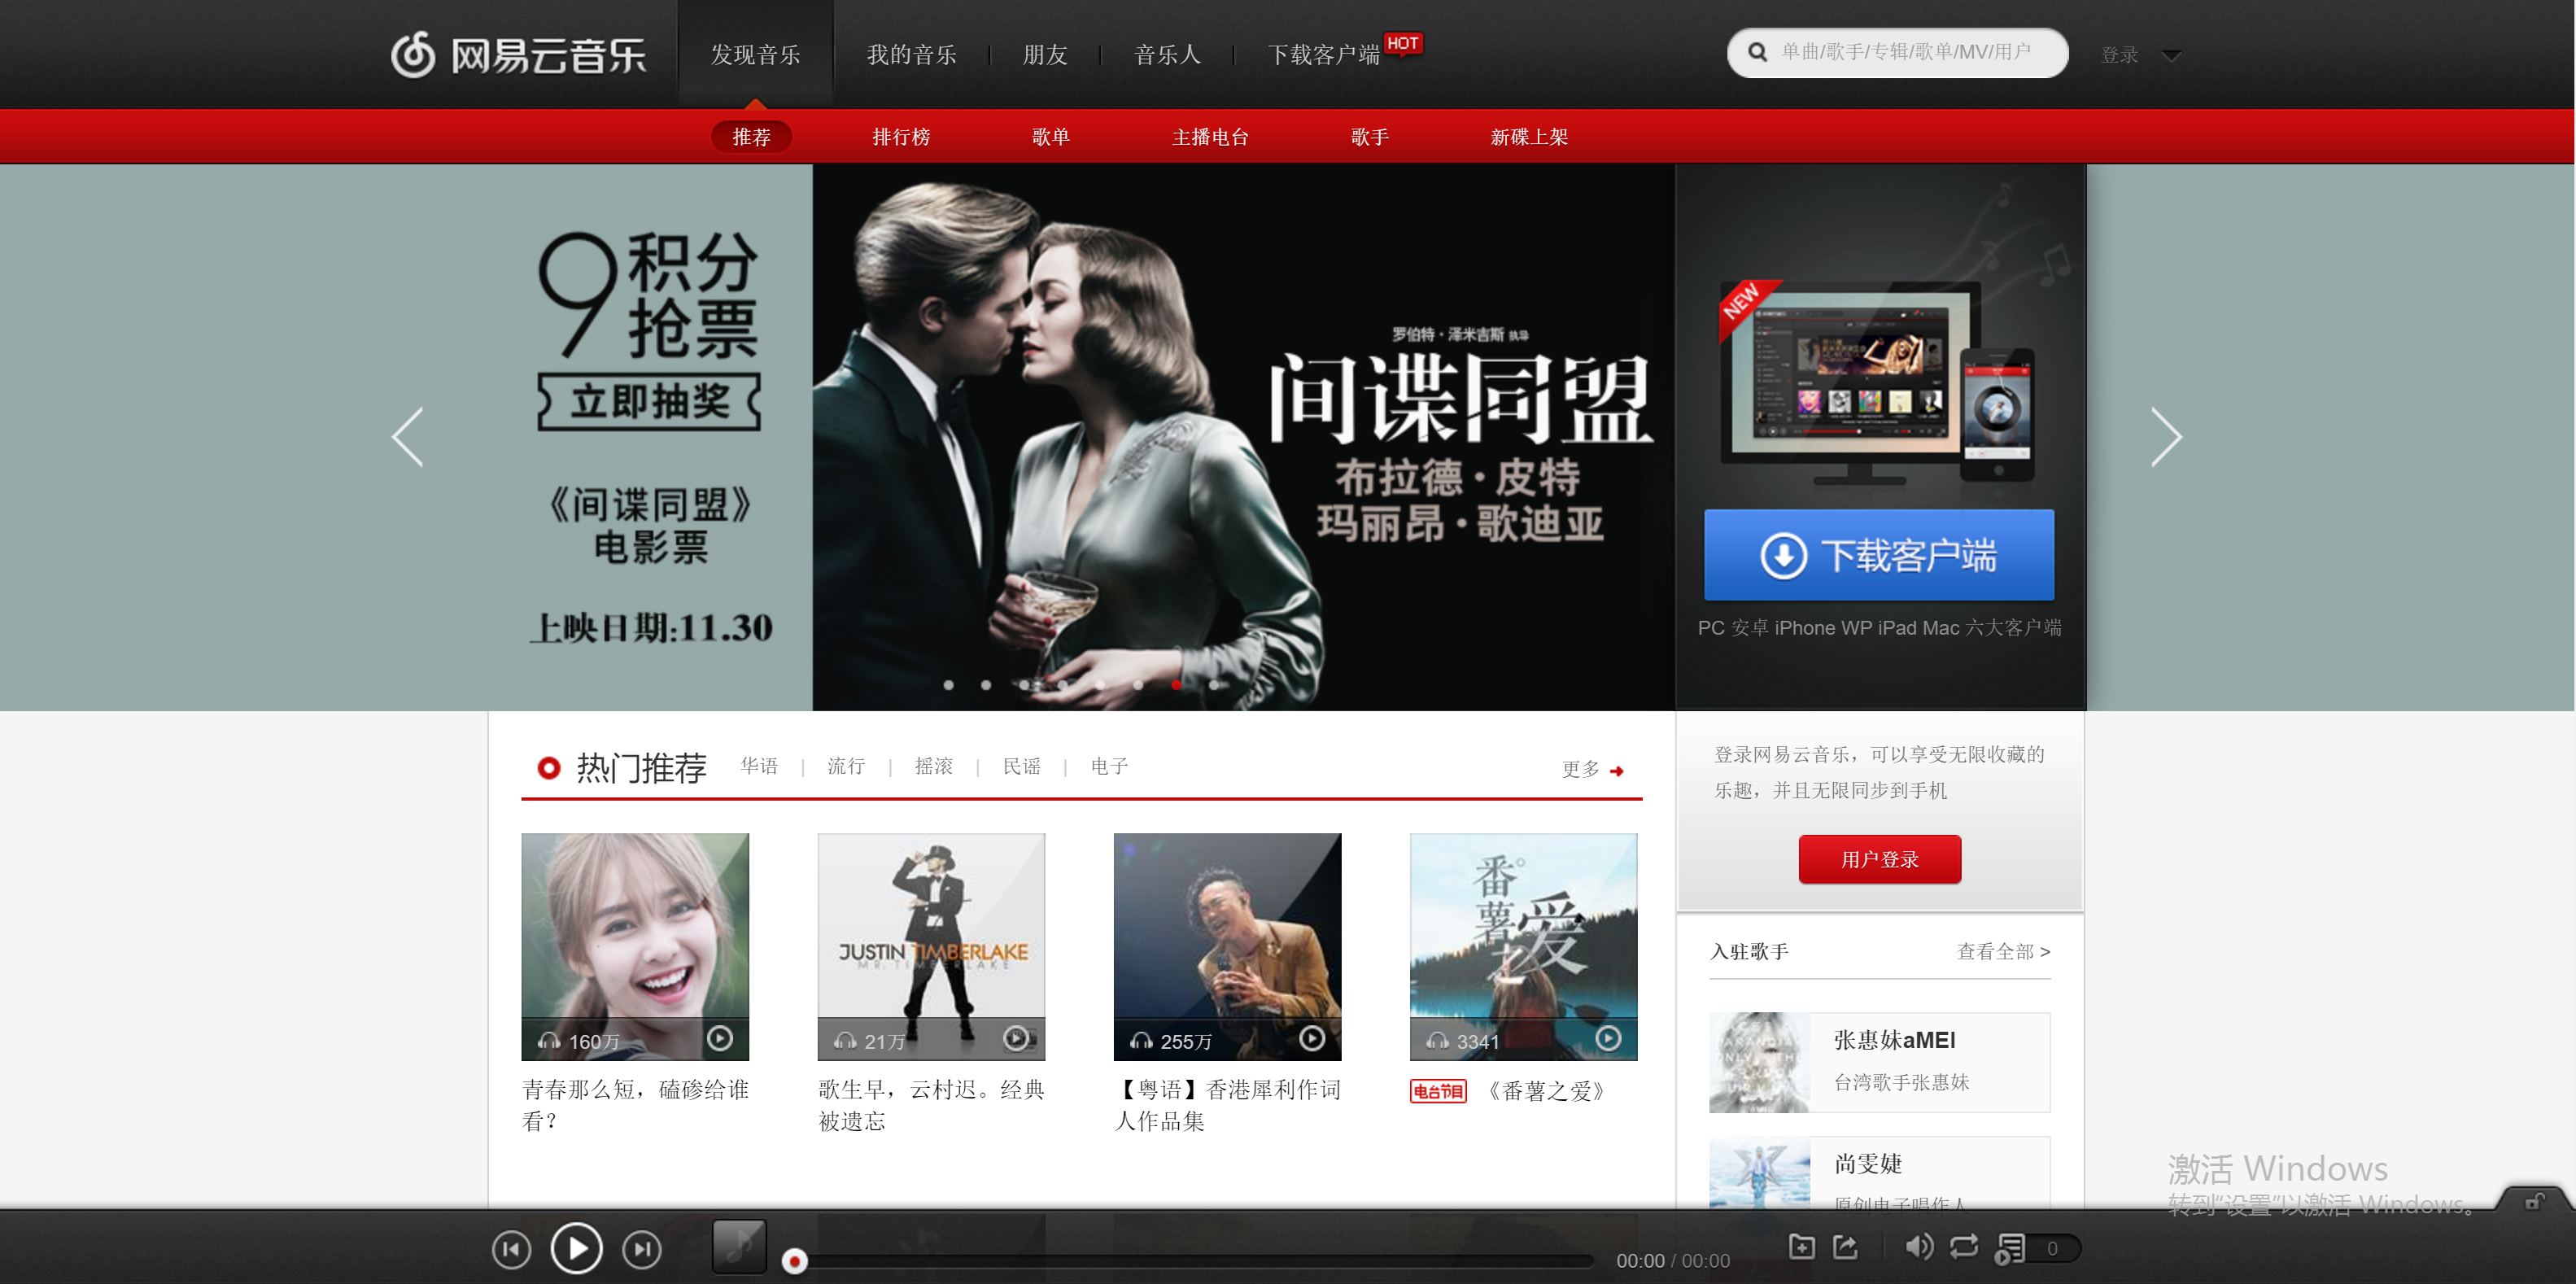 网易云音乐
发现音乐
我的音乐
朋友
音乐人
下载客户端
HOT
单曲/歌手/专辑/歌单/MV/用户
登录
推荐
排行榜
歌单
主播电台
歌手
新碟上架
9积分
抢票
立即抽奖
《间谍同盟》
电影票
上映日期:11.30
罗伯特·泽米吉斯 执导
间谍同盟
布拉德·皮特
玛丽昂·歌迪亚
NEW
下载客户端
PC 安卓 iPhone WP iPad Mac 六大客户端
热门推荐
华语 | 流行 | 摇滚 | 民谣 | 电子
更多
登录网易云音乐，可以享受无限收藏的
乐趣，并且无限同步到手机
用户登录
JUSTIN TIMBERLAKE
MR. TIMBERLAKE
番薯之爱
160万
21万
255万
3341
青春那么短，磕碜给谁
看？
歌生早，云村迟。经典
被遗忘
【粤语】香港犀利作词
人作品集
电台节目
《番薯之爱》
入驻歌手
查看全部 >
张惠妹aMEI
台湾歌手张惠妹
尚雯婕
原创电子唱作人
激活 Windows
转到“设置”以激活 Windows。
00:00 / 00:00
0